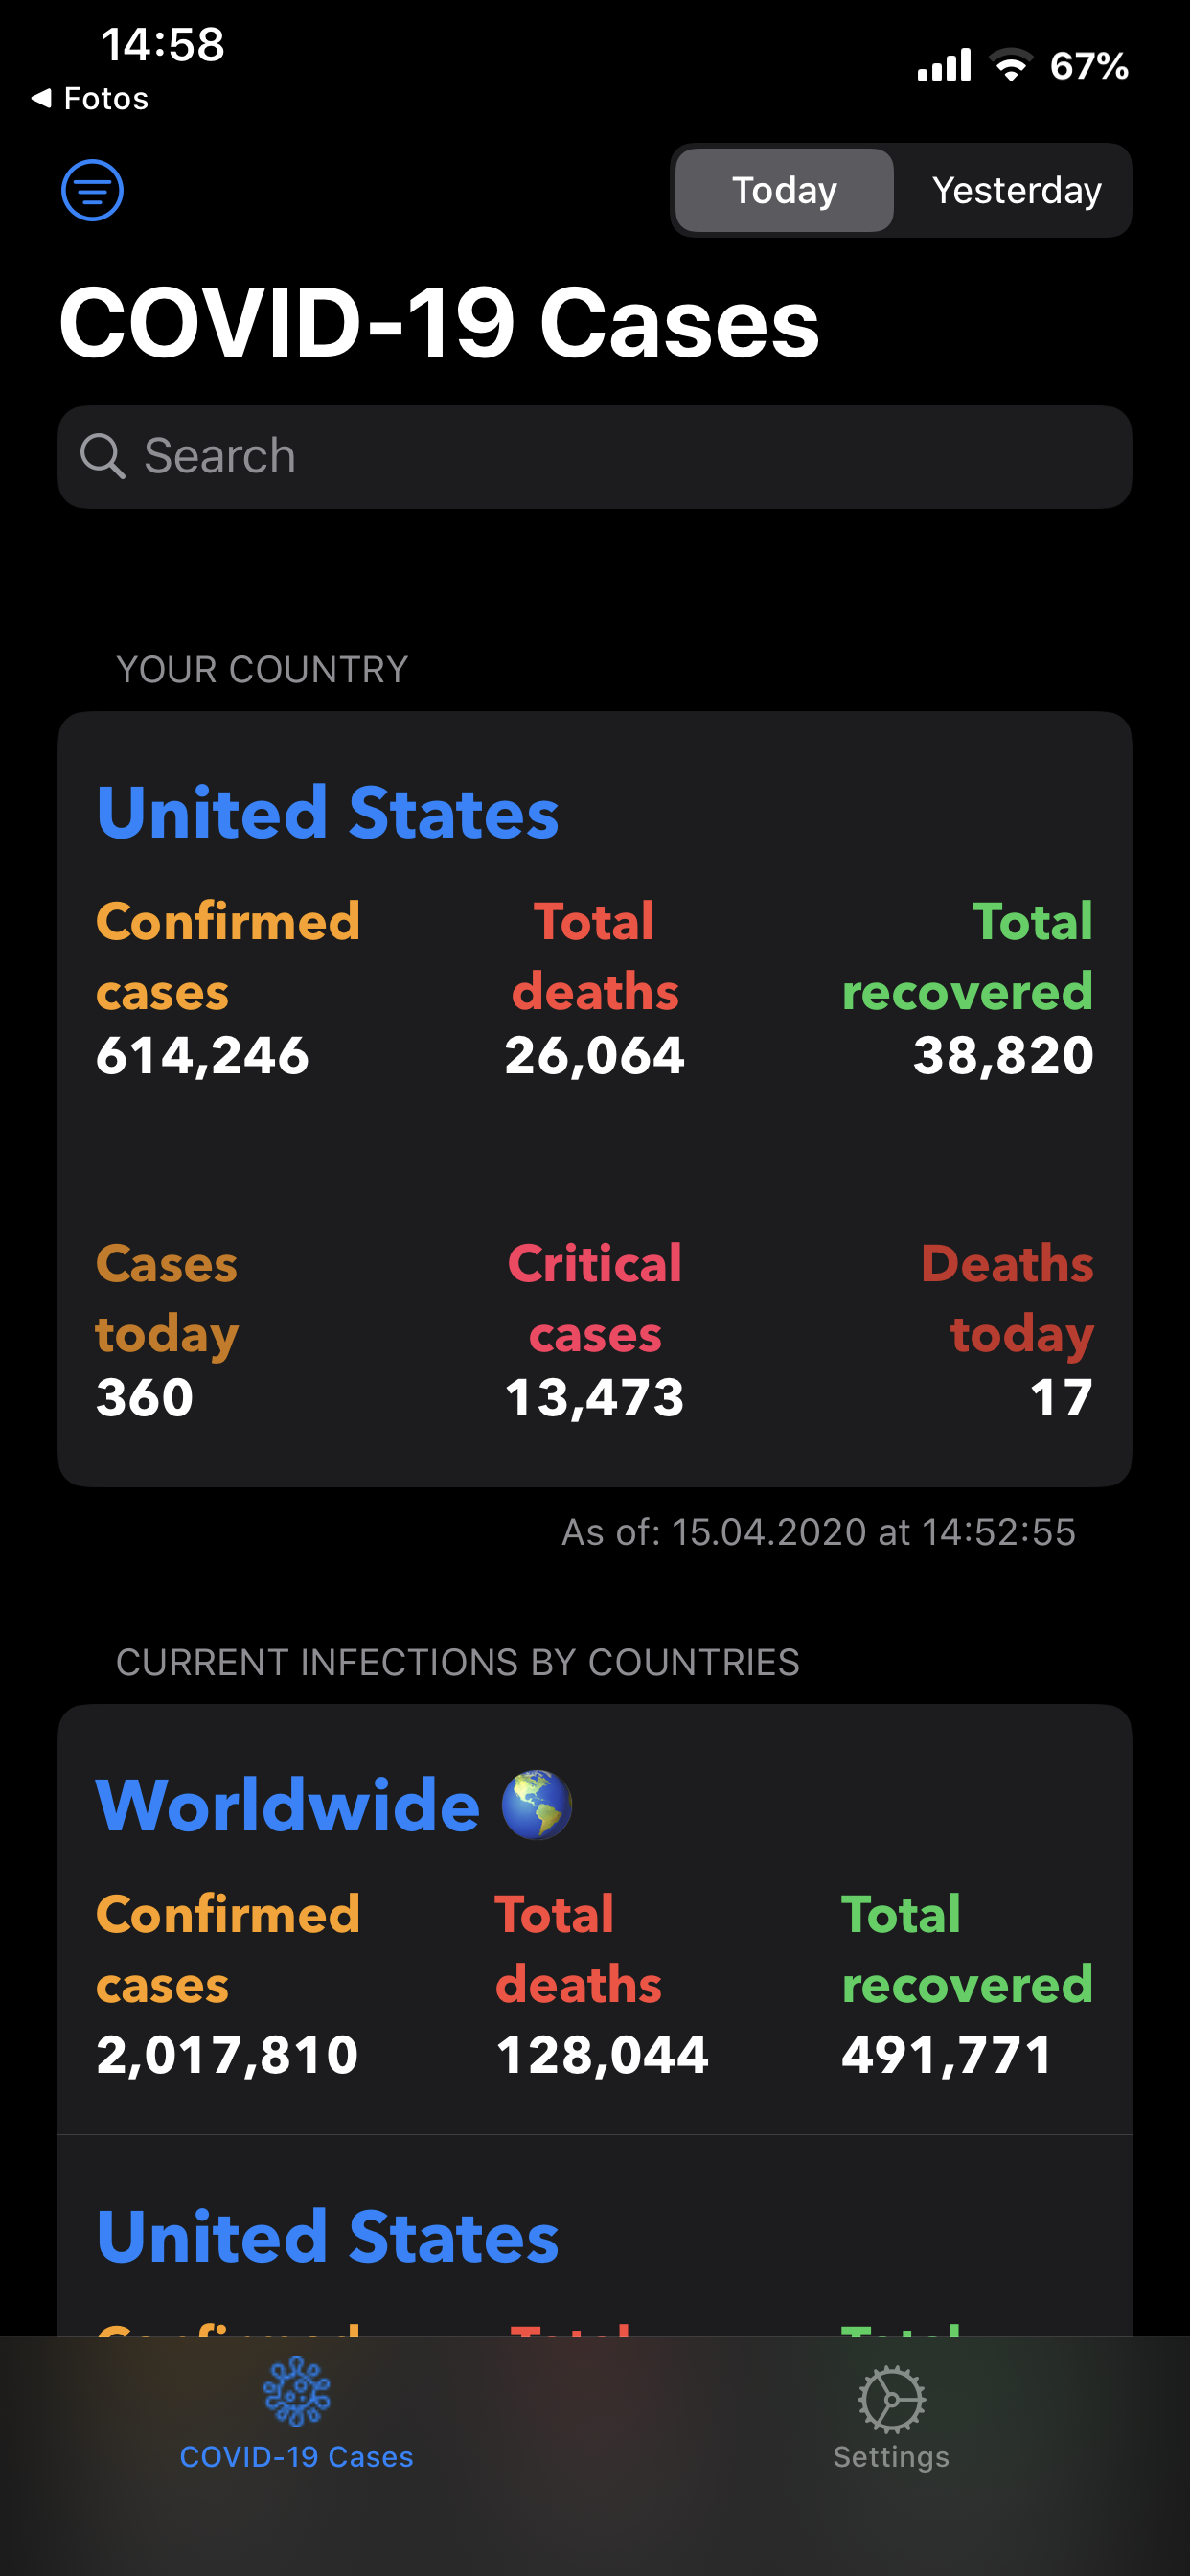 14:58
67%
◀ Fotos
Today Yesterday
COVID-19 Cases
Search
YOUR COUNTRY
United States
Confirmed cases
614,246
Total deaths
26,064
Total recovered
38,820
Cases today
360
Critical cases
13,473
Deaths today
17
As of: 15.04.2020 at 14:52:55
CURRENT INFECTIONS BY COUNTRIES
Worldwide 🌎
Confirmed cases
2,017,810
Total deaths
128,044
Total recovered
491,771
United States
COVID-19 Cases
Settings